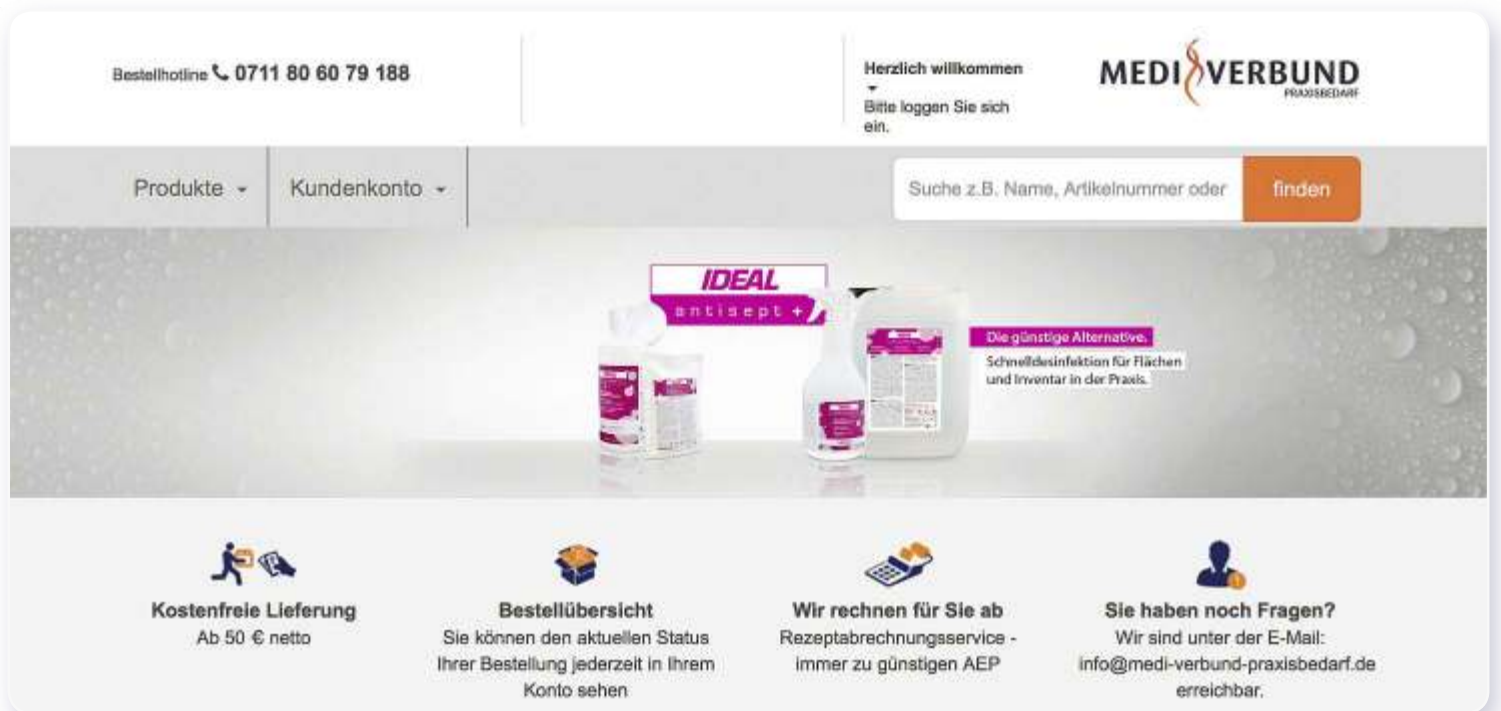 Bestellhotline 0711 80 60 79 188
Herzlich willkommen
Bitte loggen Sie sich
ein.
MEDIVERBUND
PRAXISBEDARF
Produkte
Kundenkonto
Suche z.B. Name, Artikelnummer oder
finden
IDEAL
antisept +
Die günstige Alternative.
Schnelldesinfektion für Flächen
und Inventar in der Praxis.
Kostenfreie Lieferung
Ab 50 € netto
Bestellübersicht
Sie können den aktuellen Status
Ihrer Bestellung jederzeit in Ihrem
Konto sehen
Wir rechnen für Sie ab
Rezeptabrechnungsservice -
immer zu günstigen AEP
Sie haben noch Fragen?
Wir sind unter der E-Mail:
info@medi-verbund-praxisbedarf.de
erreichbar.